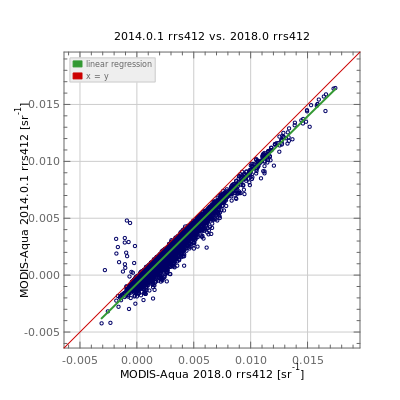 2014.0.1 rrs412 vs. 2018.0 rrs412
linear regression
x = y
0.015
0.010
0.005
0.000
-0.005
MODIS-Aqua 2014.0.1 rrs412 [sr^-1]
-0.005 0.000 0.005 0.010 0.015
MODIS-Aqua 2018.0 rrs412 [sr^-1]